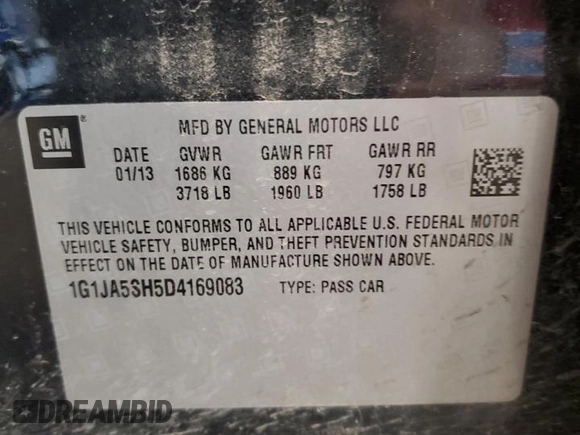 GM ®
MFD BY GENERAL MOTORS LLC
DATE GVWR GAWR FRT GAWR RR
01/13 1686 KG 889 KG 797 KG
3718 LB 1960 LB 1758 LB
THIS VEHICLE CONFORMS TO ALL APPLICABLE U.S. FEDERAL MOTOR
VEHICLE SAFETY, BUMPER, AND THEFT PREVENTION STANDARDS IN
EFFECT ON THE DATE OF MANUFACTURE SHOWN ABOVE.
1G1JA5SH5D4169083 TYPE: PASS CAR
DREAMBID